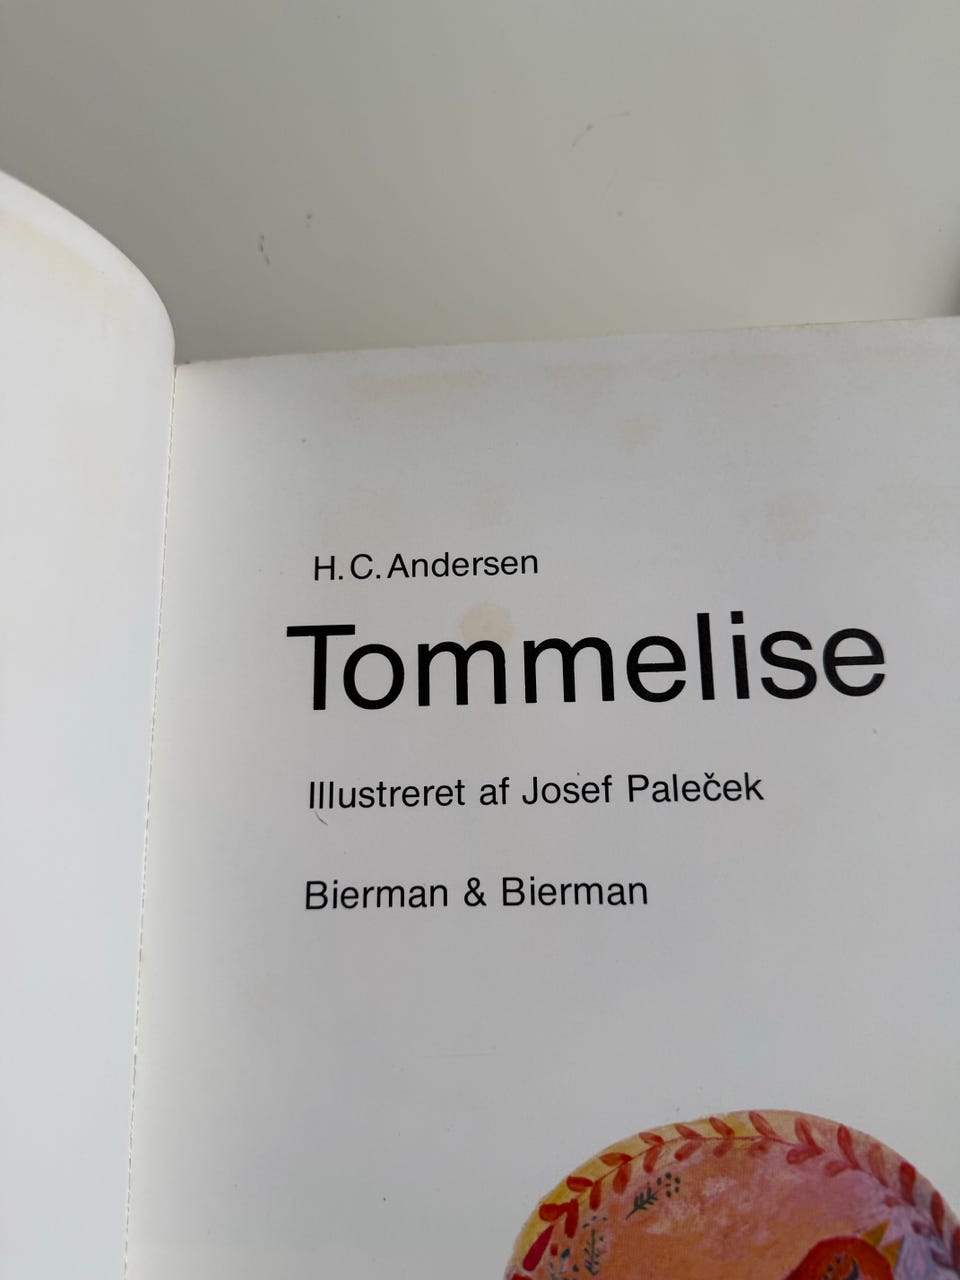 H. C. Andersen
Tommelise
Illustreret af Josef Paleček
Bierman & Bierman